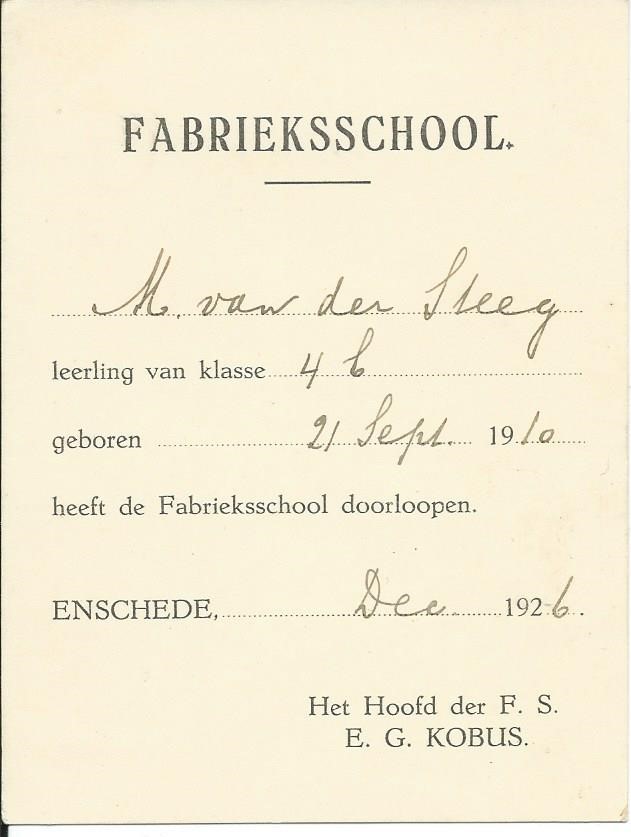 FABRIEKSSCHOOL.
M. van der Steeg
leerling van klasse 4 b
geboren 21 Sept. 1910
heeft de Fabrieksschool doorloopen.
ENSCHEDE, Dec 1926.
Het Hoofd der F. S.
E. G. KOBUS.